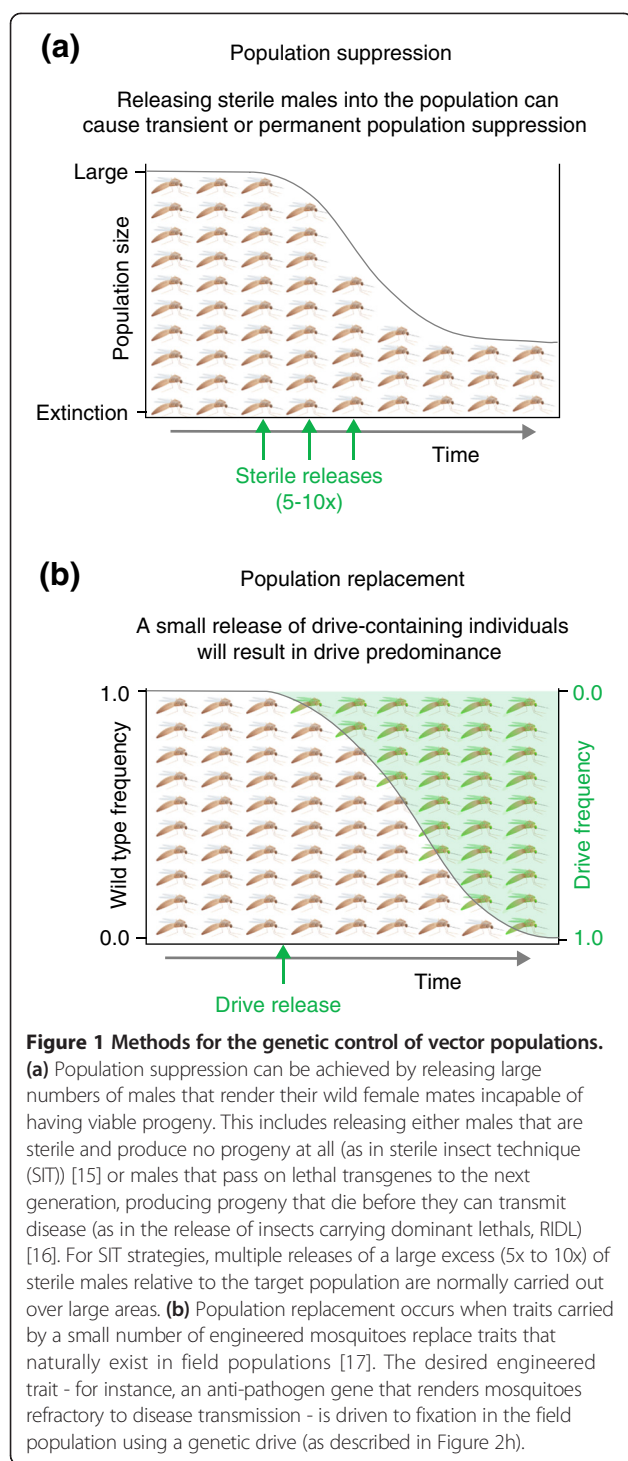 (a)
Population suppression
Releasing sterile males into the population can
cause transient or permanent population suppression
Large
Population size
Extinction
Time
Sterile releases
(5-10x)
(b)
Population replacement
A small release of drive-containing individuals
will result in drive predominance
1.0
0.0
Wild type frequency
Drive frequency
0.0
1.0
Time
Drive release
Figure 1 Methods for the genetic control of vector populations.
(a) Population suppression can be achieved by releasing large
numbers of males that render their wild female mates incapable of
having viable progeny. This includes releasing either males that are
sterile and produce no progeny at all (as in sterile insect technique
(SIT)) [15] or males that pass on lethal transgenes to the next
generation, producing progeny that die before they can transmit
disease (as in the release of insects carrying dominant lethals, RIDL)
[16]. For SIT strategies, multiple releases of a large excess (5x to 10x) of
sterile males relative to the target population are normally carried out
over large areas. (b) Population replacement occurs when traits carried
by a small number of engineered mosquitoes replace traits that
naturally exist in field populations [17]. The desired engineered
trait - for instance, an anti-pathogen gene that renders mosquitoes
refractory to disease transmission - is driven to fixation in the field
population using a genetic drive (as described in Figure 2h).